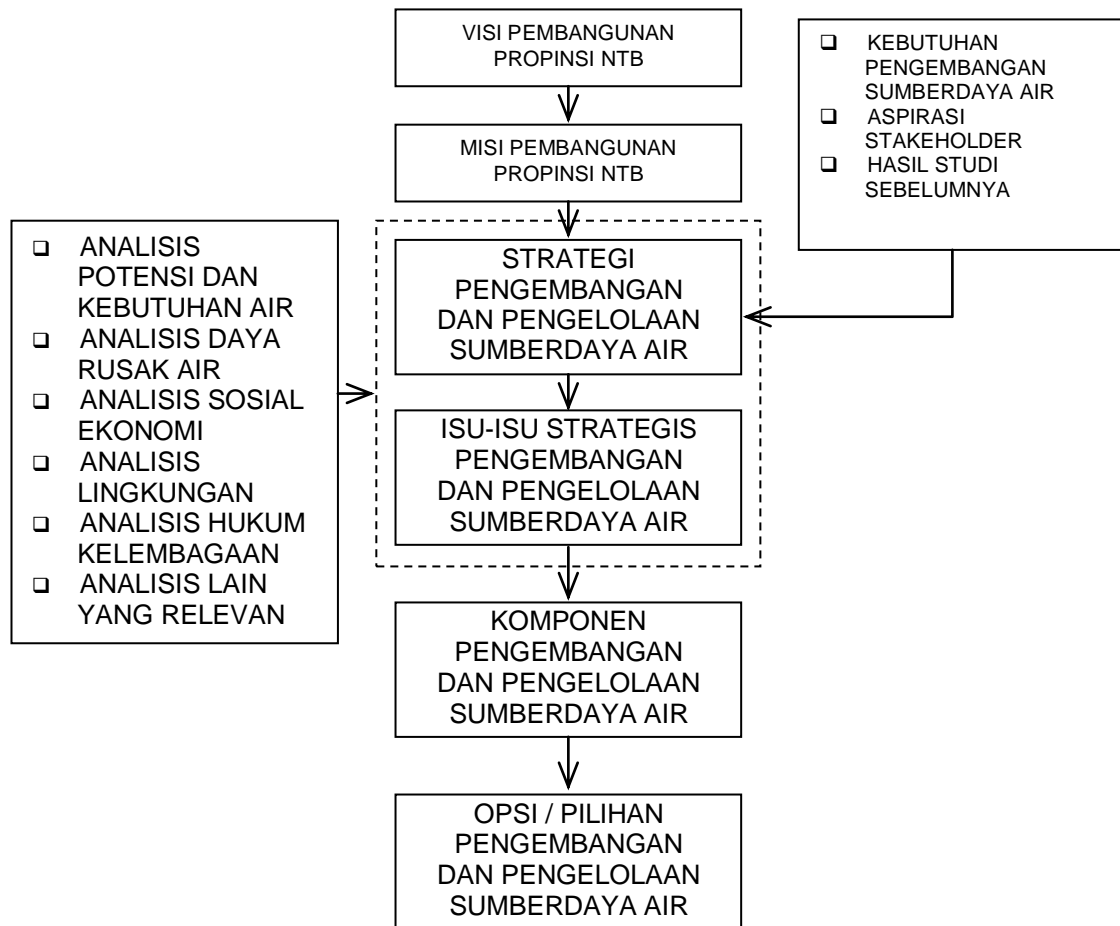 VISI PEMBANGUNAN
PROPINSI NTB
KEBUTUHAN
PENGEMBANGAN
SUMBERDAYA AIR
ASPIRASI
STAKEHOLDER
HASIL STUDI
SEBELUMNYA
MISI PEMBANGUNAN
PROPINSI NTB
ANALISIS
POTENSI DAN
KEBUTUHAN AIR
ANALISIS DAYA
RUSAK AIR
ANALISIS SOSIAL
EKONOMI
ANALISIS
LINGKUNGAN
ANALISIS HUKUM
KELEMBAGAAN
ANALISIS LAIN
YANG RELEVAN
STRATEGI
PENGEMBANGAN
DAN PENGELOLAAN
SUMBERDAYA AIR
ISU-ISU STRATEGIS
PENGEMBANGAN
DAN PENGELOLAAN
SUMBERDAYA AIR
KOMPONEN
PENGEMBANGAN
DAN PENGELOLAAN
SUMBERDAYA AIR
OPSI / PILIHAN
PENGEMBANGAN
DAN PENGELOLAAN
SUMBERDAYA AIR